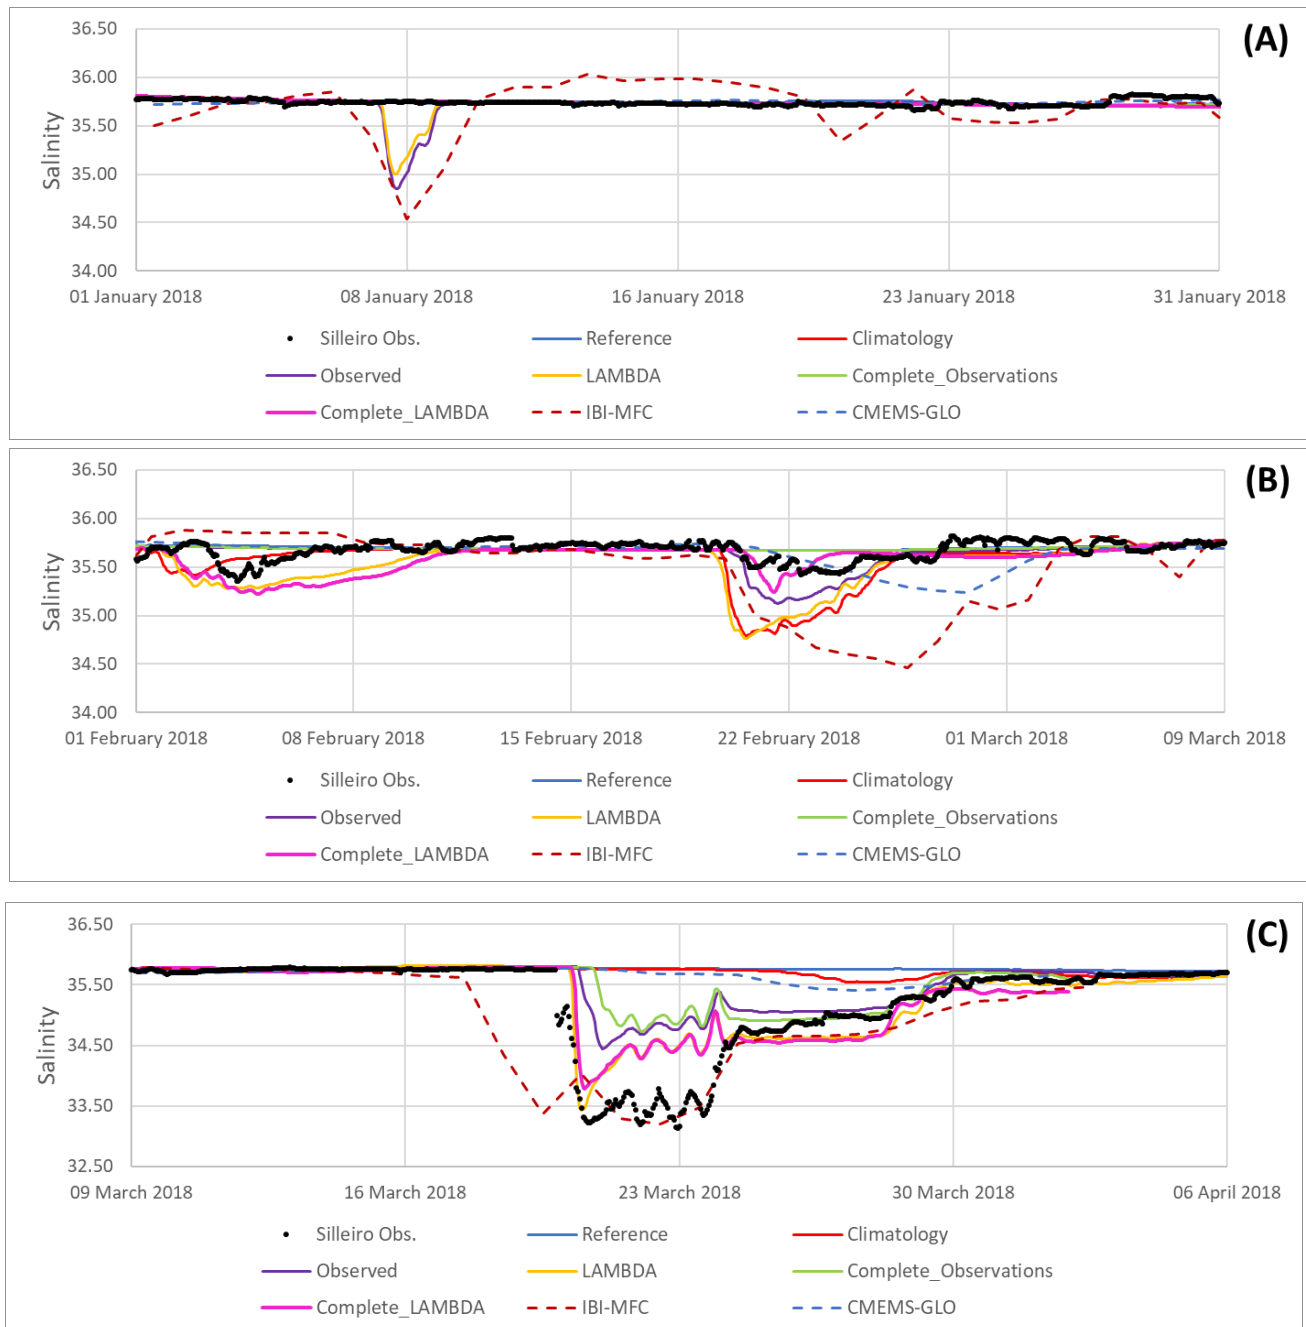 (A)
36.50
36.00
35.50
35.00
34.50
34.00
Salinity
01 January 2018 08 January 2018 16 January 2018 23 January 2018 31 January 2018
Silleiro Obs. Reference Climatology
Observed LAMBDA Complete_Observations
Complete_LAMBDA IBI-MFC CMEMS-GLO
(B)
36.50
36.00
35.50
35.00
34.50
34.00
Salinity
01 February 2018 08 February 2018 15 February 2018 22 February 2018 01 March 2018 09 March 2018
Silleiro Obs. Reference Climatology
Observed LAMBDA Complete_Observations
Complete_LAMBDA IBI-MFC CMEMS-GLO
(C)
36.50
35.50
34.50
33.50
32.50
Salinity
09 March 2018 16 March 2018 23 March 2018 30 March 2018 06 April 2018
Silleiro Obs. Reference Climatology
Observed LAMBDA Complete_Observations
Complete_LAMBDA IBI-MFC CMEMS-GLO